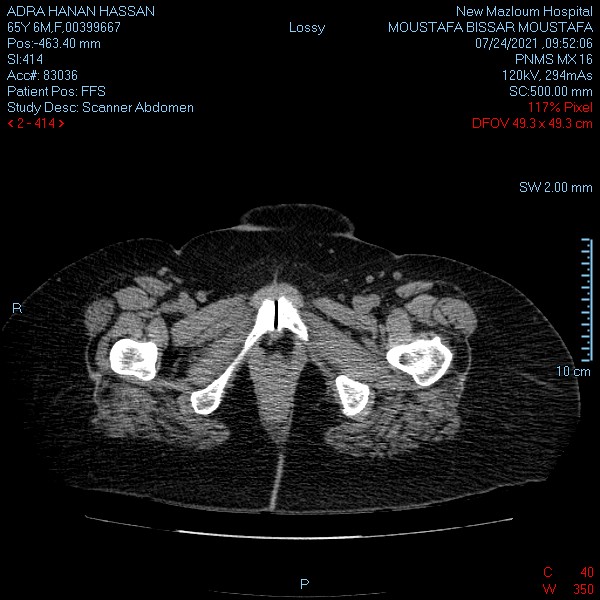 ADRA HANAN HASSAN
65Y 6M,F,00399667
Pos:-463.40 mm
SI:414
Acc#: 83036
Patient Pos: FFS
Study Desc: Scanner Abdomen
< 2 - 414 >
Lossy
New Mazloum Hospital
MOUSTAFA BISSAR MOUSTAFA
07/24/2021 ,09:52:06
PNMS MX 16
120kV, 294mAs
SC:500.00 mm
117% Pixel
DFOV 49.3 x 49.3 cm
SW 2.00 mm
R
10 cm
P
C 40
W 350